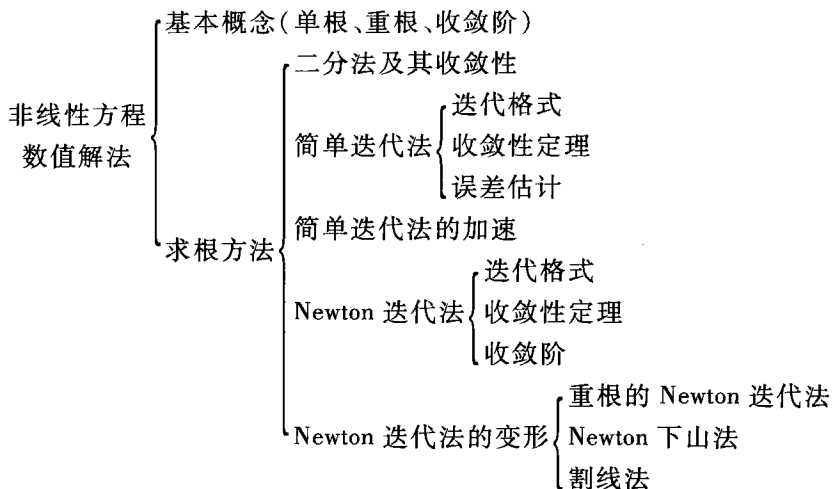 非线性方程
数值解法
基本概念(单根、重根、收敛阶)
求根方法
二分法及其收敛性
简单迭代法
迭代格式
收敛性定理
误差估计
简单迭代法的加速
Newton 迭代法
迭代格式
收敛性定理
收敛阶
Newton 迭代法的变形
重根的 Newton 迭代法
Newton 下山法
割线法